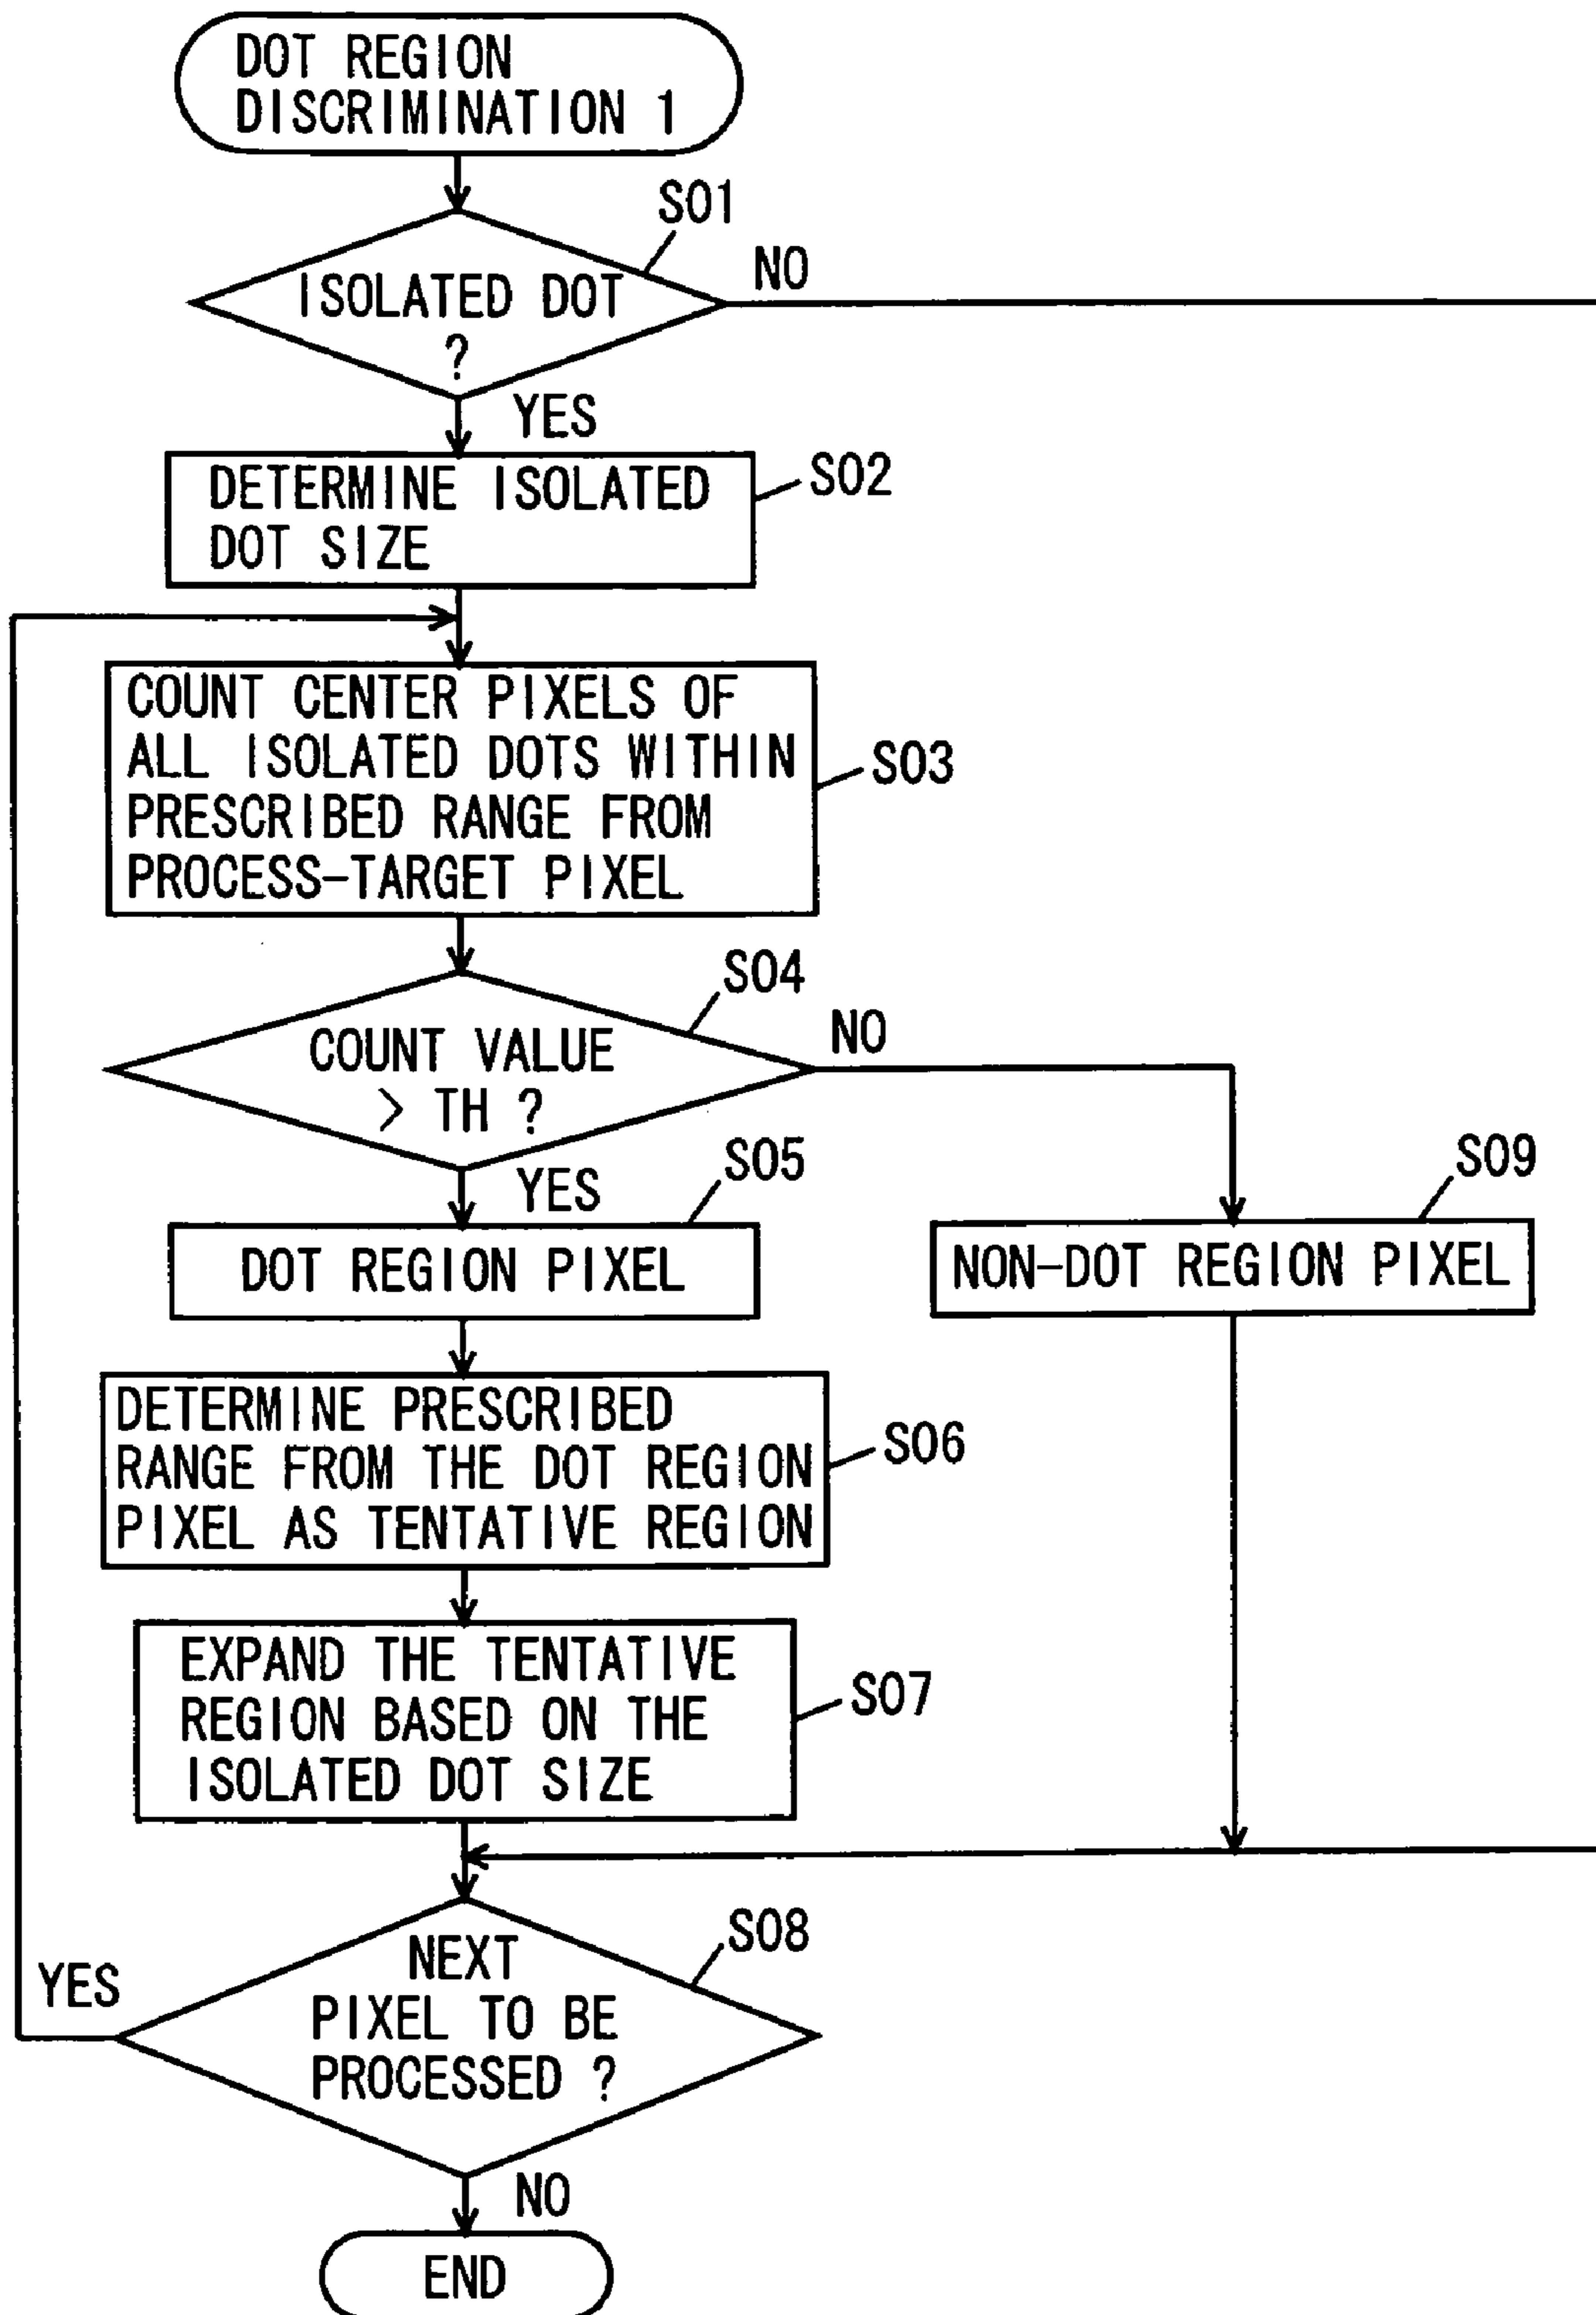 DOT REGION
DISCRIMINATION 1
S01
ISOLATED DOT
?
NO
YES
DETERMINE ISOLATED
DOT SIZE
S02
COUNT CENTER PIXELS OF
ALL ISOLATED DOTS WITHIN
PRESCRIBED RANGE FROM
PROCESS-TARGET PIXEL
S03
S04
COUNT VALUE
> TH ?
NO
YES
S05
DOT REGION PIXEL
S09
NON-DOT REGION PIXEL
DETERMINE PRESCRIBED
RANGE FROM THE DOT REGION
PIXEL AS TENTATIVE REGION
S06
EXPAND THE TENTATIVE
REGION BASED ON THE
ISOLATED DOT SIZE
S07
S08
NEXT
PIXEL TO BE
PROCESSED ?
YES
NO
END